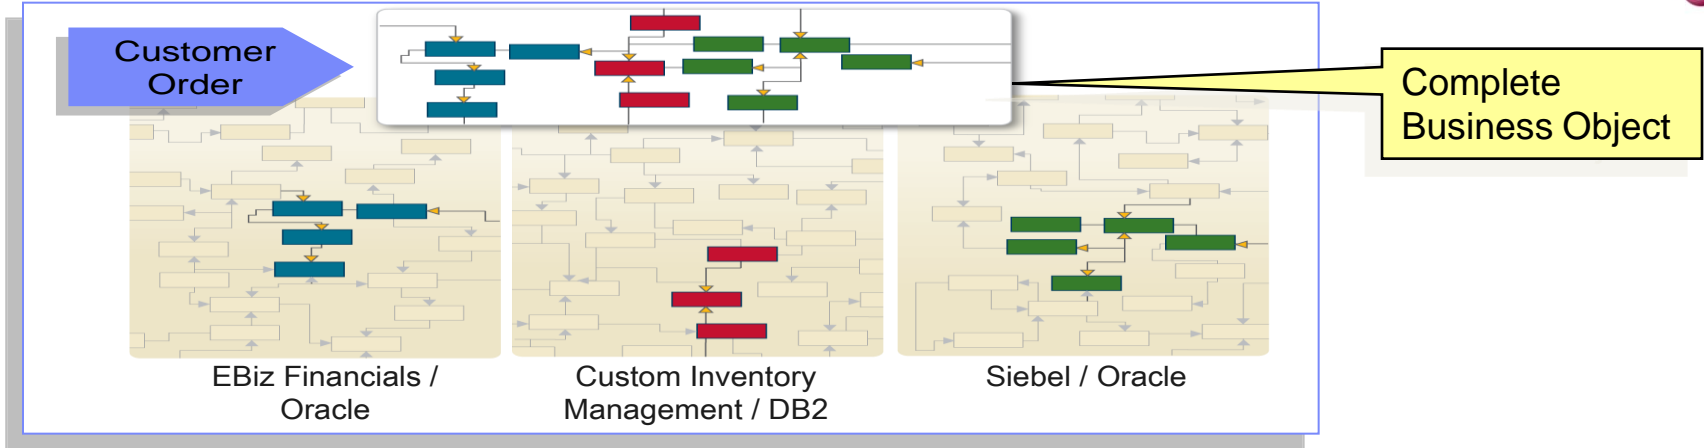 Customer
Order
Complete
Business Object
EBiz Financials /
Oracle
Custom Inventory
Management / DB2
Siebel / Oracle